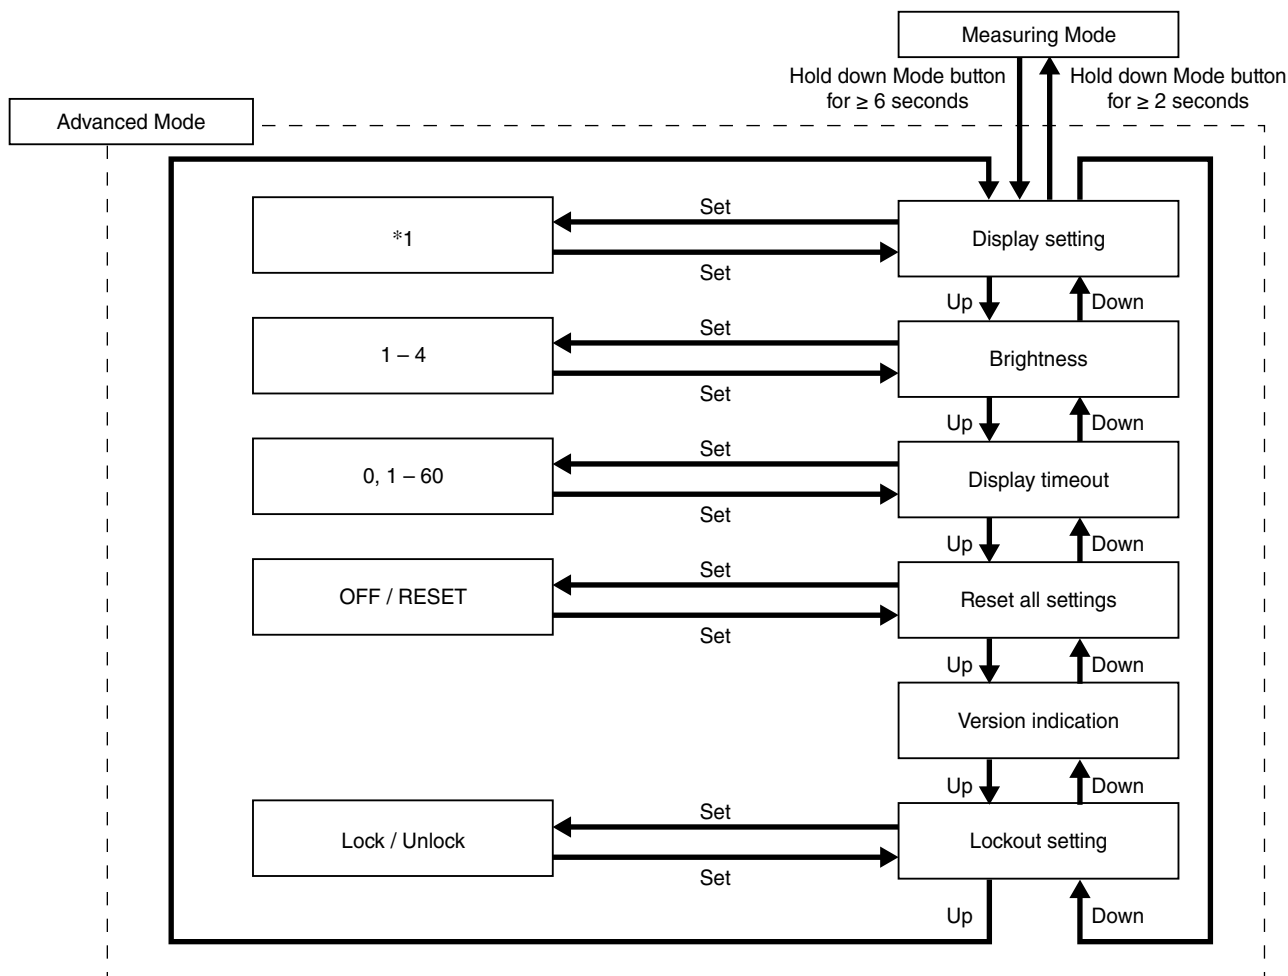 Measuring Mode
Hold down Mode button
for ≥ 6 seconds
Hold down Mode button
for ≥ 2 seconds
Advanced Mode
Set
*1
Display setting
Set
Up
Down
Set
1 – 4
Brightness
Set
Up
Down
Set
0, 1 – 60
Display timeout
Set
Up
Down
Set
OFF / RESET
Reset all settings
Set
Up
Down
Version indication
Up
Down
Set
Lock / Unlock
Lockout setting
Set
Up
Down